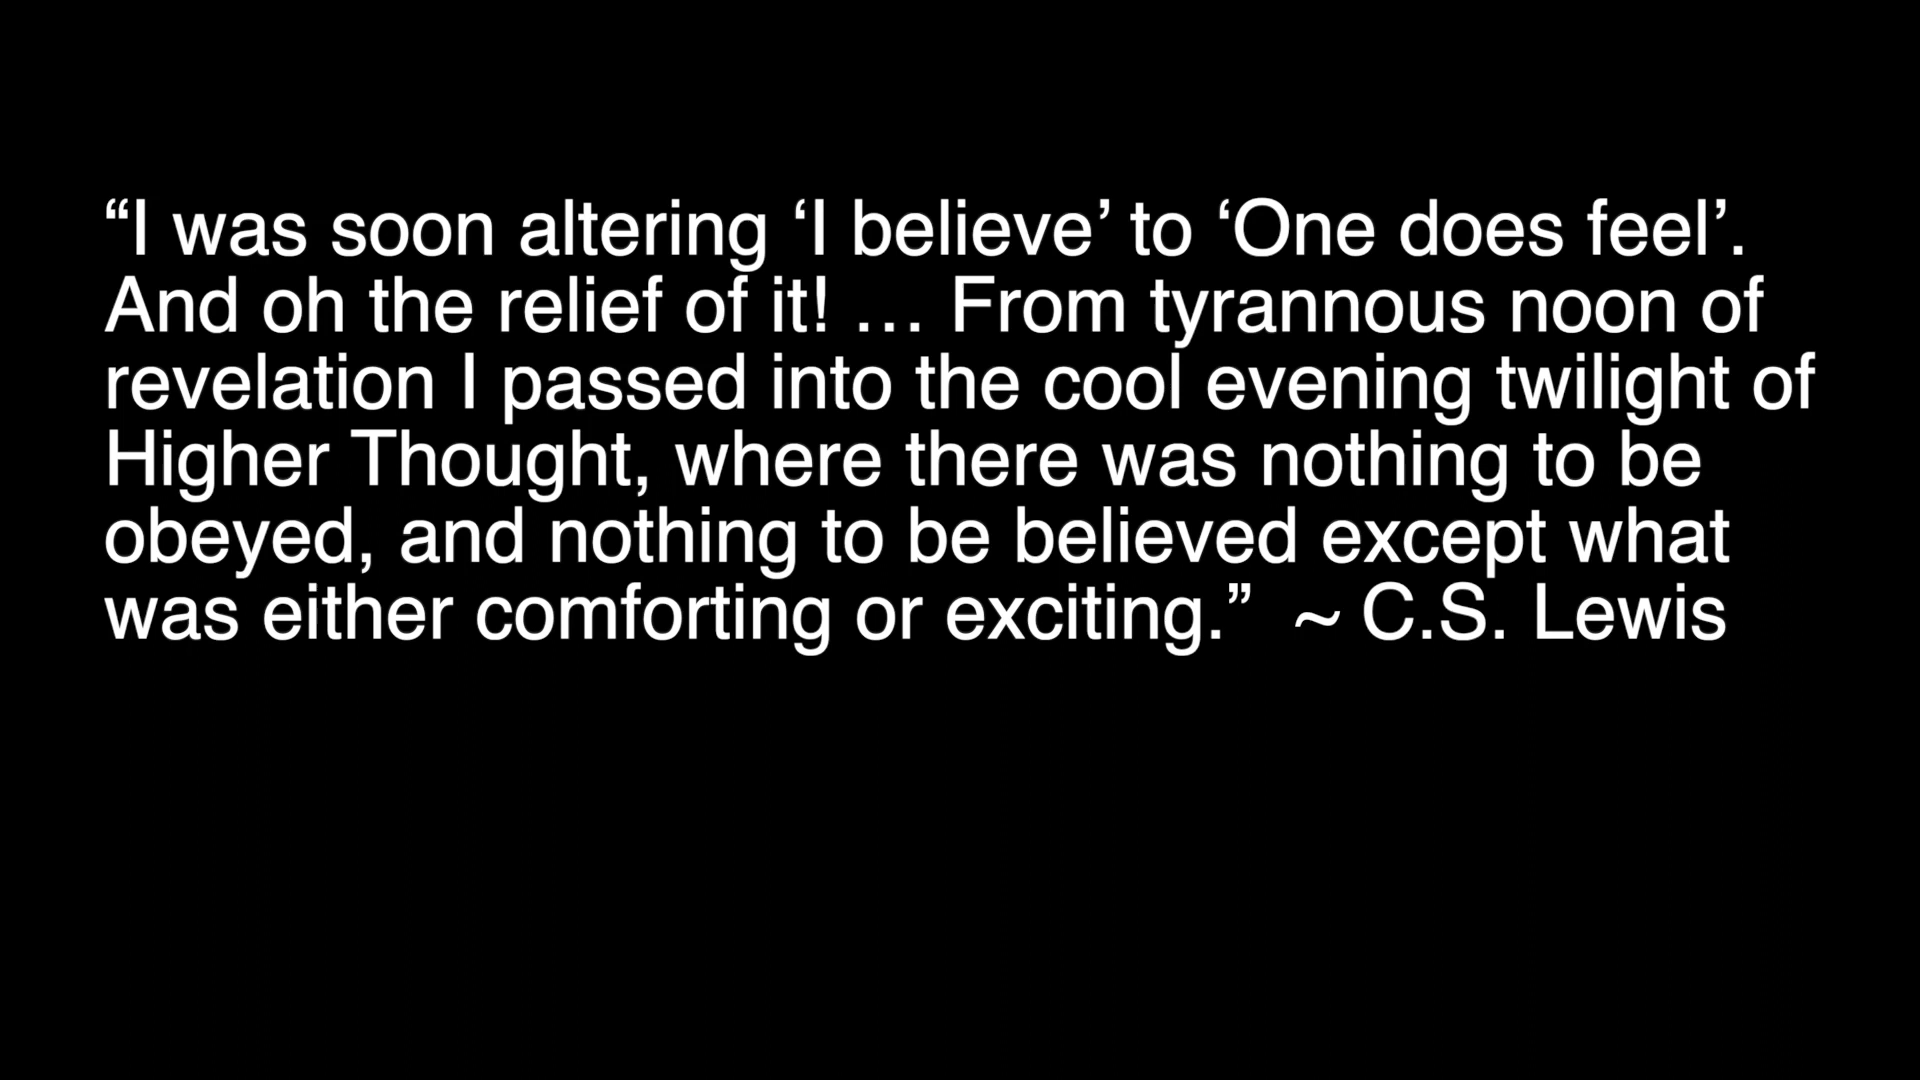 “I was soon altering ‘I believe’ to ‘One does feel’.
And oh the relief of it! … From tyrannous noon of
revelation I passed into the cool evening twilight of
Higher Thought, where there was nothing to be
obeyed, and nothing to be believed except what
was either comforting or exciting.”  ~ C.S. Lewis